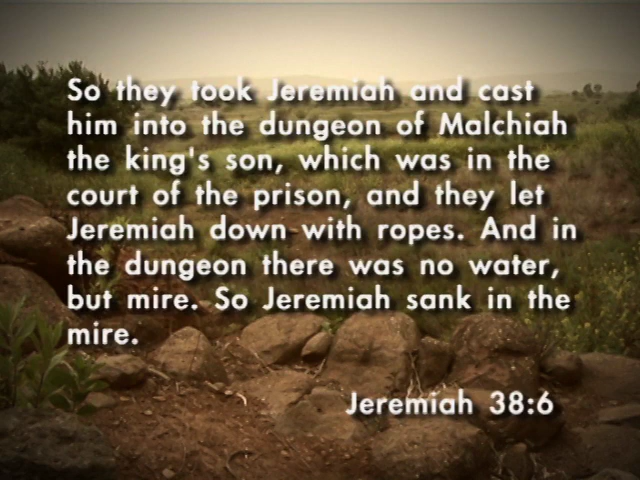 So they took Jeremiah and cast
him into the dungeon of Malchiah
the king's son, which was in the
court of the prison, and they let
Jeremiah down with ropes. And in
the dungeon there was no water,
but mire. So Jeremiah sank in the
mire.
Jeremiah 38:6